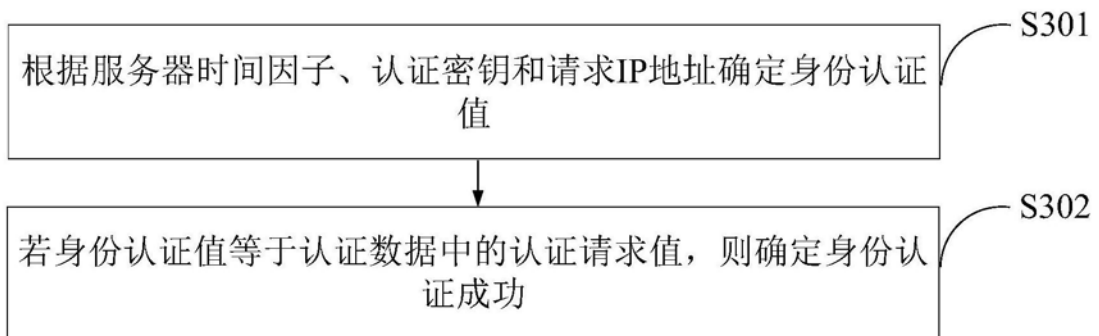 S301
根据服务器时间因子、认证密钥和请求IP地址确定身份认证
值
S302
若身份认证值等于认证数据中的认证请求值，则确定身份认
证成功